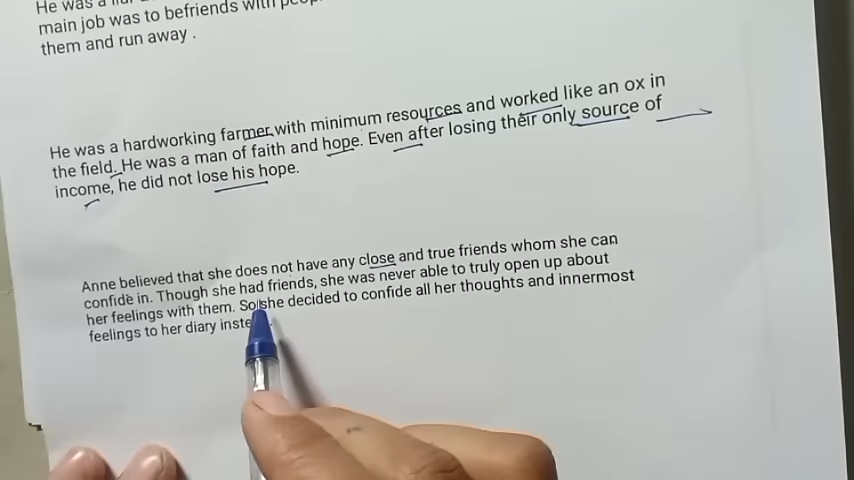 He was a
main job was to befriends with
them and run away .
He was a hardworking farmer with minimum resources and worked like an ox in
the field. He was a man of faith and hope. Even after losing their only source of
income, he did not lose his hope.
Anne believed that she does not have any close and true friends whom she can
confide in. Though she had friends, she was never able to truly open up about
her feelings with them. So she decided to confide all her thoughts and innermost
feelings to her diary